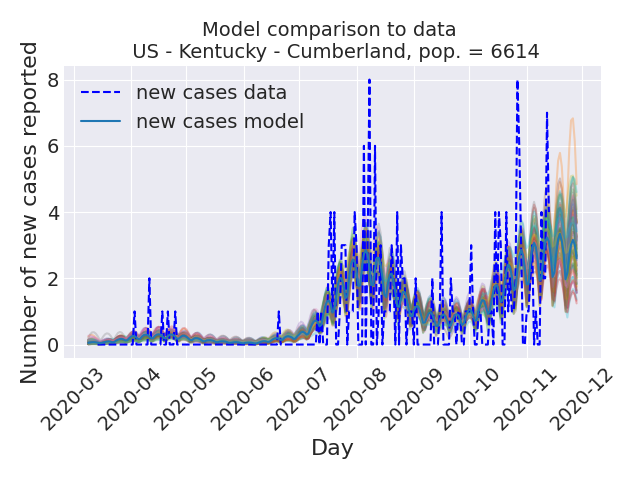 Model comparison to data
US - Kentucky - Cumberland, pop. = 6614
Number of new cases reported
8
6
4
2
0
new cases data
new cases model
2020-03
2020-04
2020-05
2020-06
2020-07
2020-08
2020-09
2020-10
2020-11
2020-12
Day